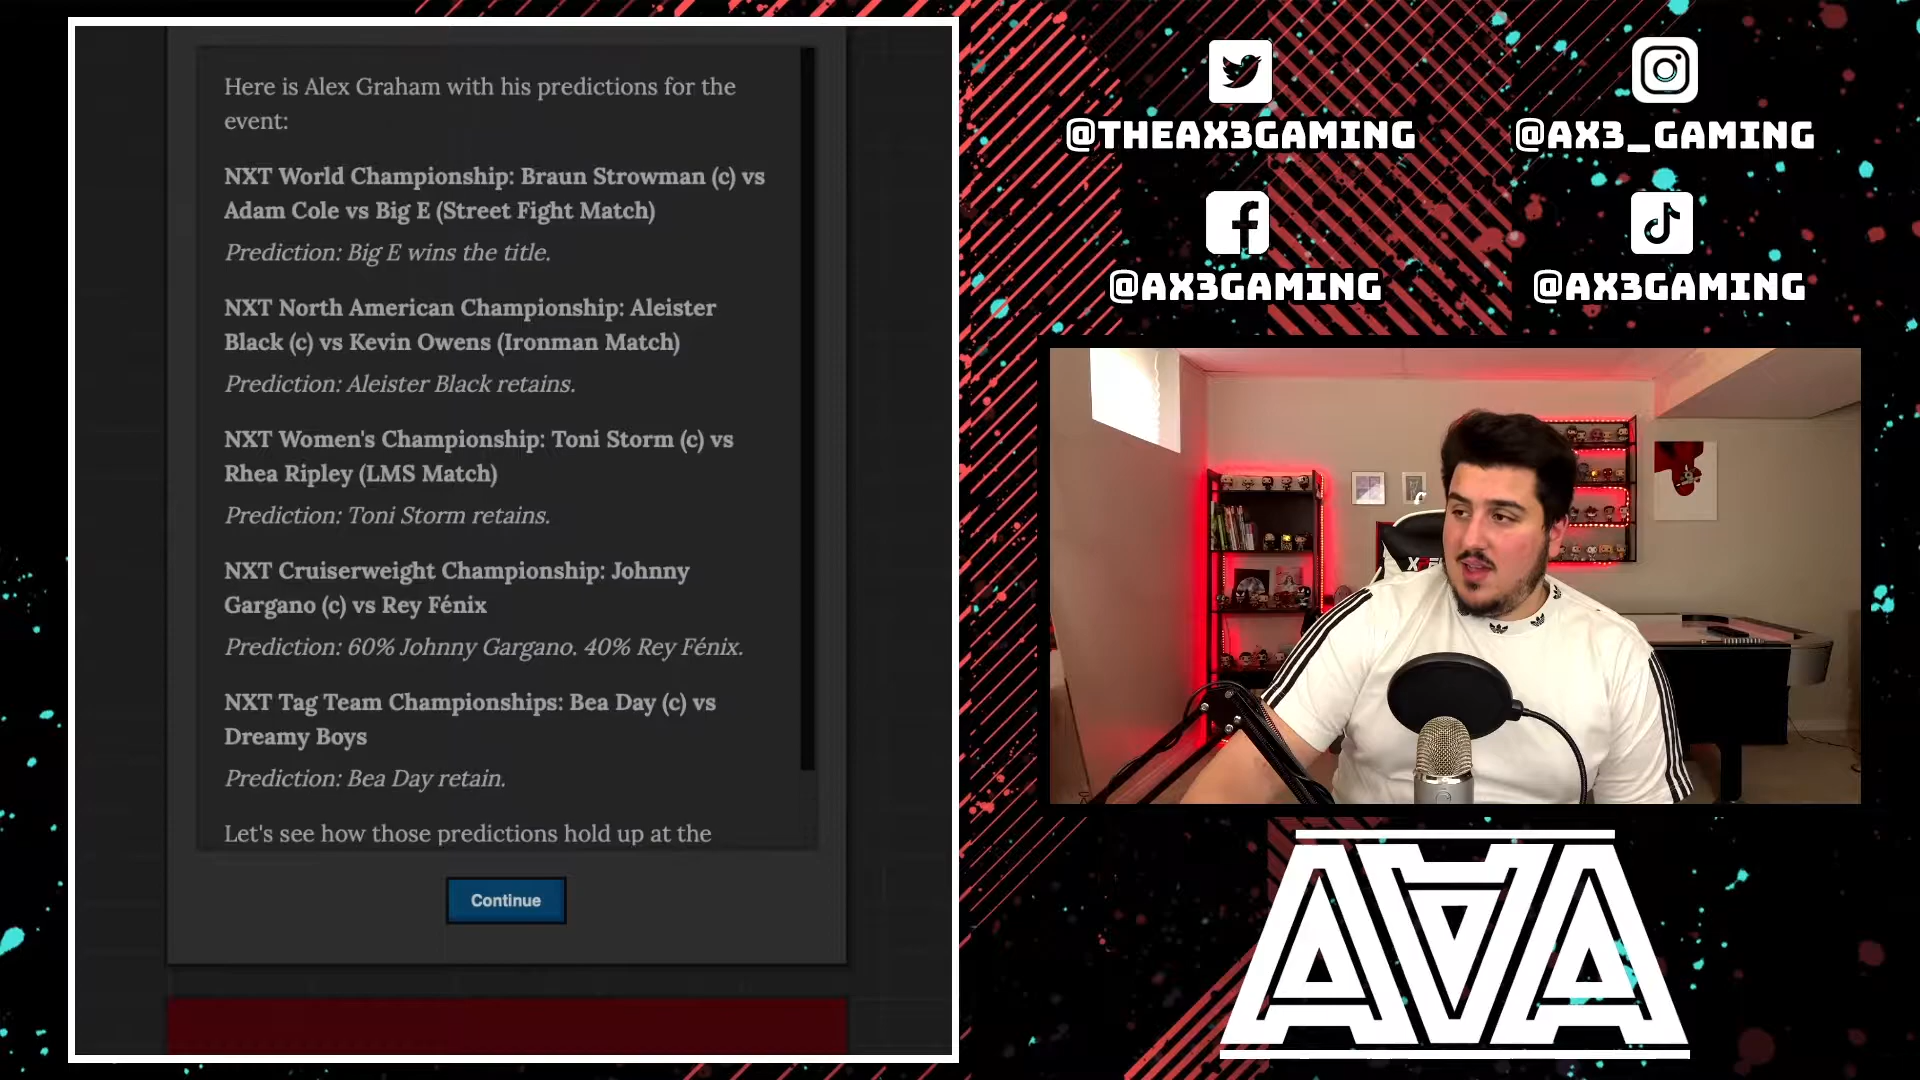 Here is Alex Graham with his predictions for the
event:
NXT World Championship: Braun Strowman (c) vs
Adam Cole vs Big E (Street Fight Match)
Prediction: Big E wins the title.
NXT North American Championship: Aleister
Black (c) vs Kevin Owens (Ironman Match)
Prediction: Aleister Black retains.
NXT Women's Championship: Toni Storm (c) vs
Rhea Ripley (LMS Match)
Prediction: Toni Storm retains.
NXT Cruiserweight Championship: Johnny
Gargano (c) vs Rey Fénix
Prediction: 60% Johnny Gargano. 40% Rey Fénix.
NXT Tag Team Championships: Bea Day (c) vs
Dreamy Boys
Prediction: Bea Day retain.
Let's see how those predictions hold up at the
Continue
@THEAX3GAMING
@AX3_GAMING
@AX3GAMING
@AX3GAMING